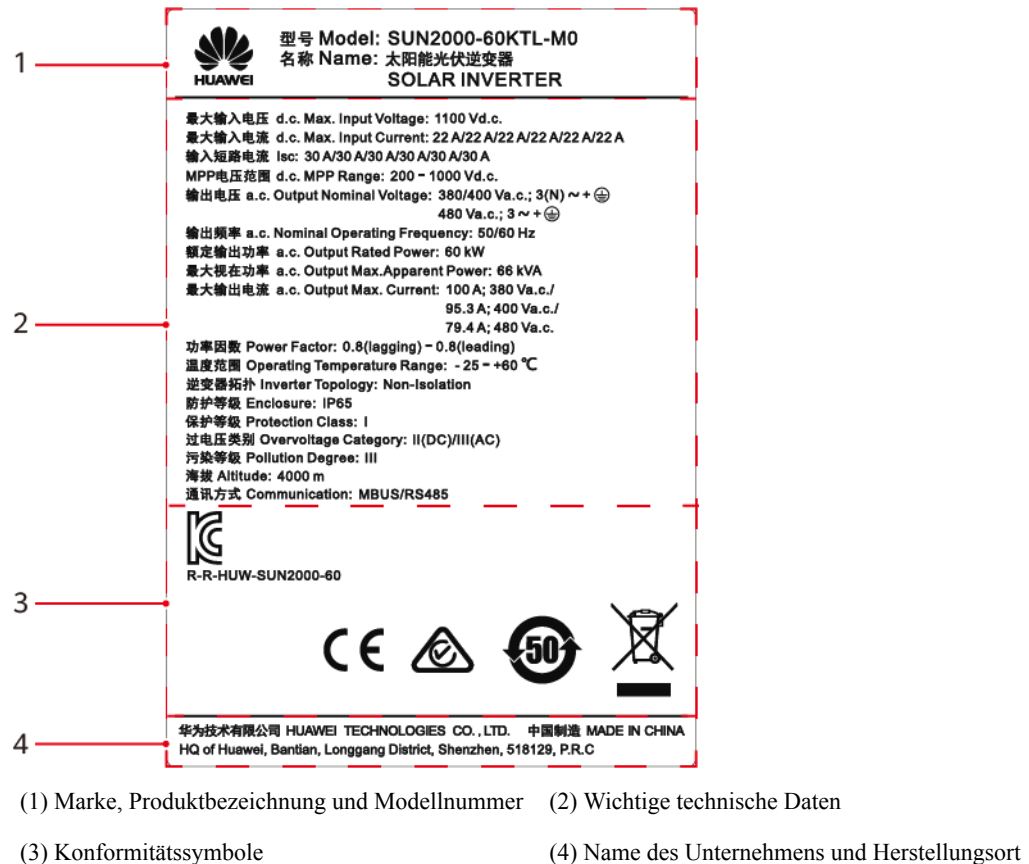 1
HUAWEI
型号 Model: SUN2000-60KTL-M0
名称 Name: 太阳能光伏逆变器
SOLAR INVERTER
2
最大输入电压 d.c. Max. Input Voltage: 1100 Vd.c.
最大输入电流 d.c. Max. Input Current: 22 A/22 A/22 A/22 A/22 A/22 A
输入短路电流 Isc: 30 A/30 A/30 A/30 A/30 A/30 A
MPP电压范围 d.c. MPP Range: 200 - 1000 Vd.c.
输出电压 a.c. Output Nominal Voltage: 380/400 Va.c.; 3(N) ~ + ⏚
480 Va.c.; 3 ~ + ⏚
输出频率 a.c. Nominal Operating Frequency: 50/60 Hz
额定输出功率 a.c. Output Rated Power: 60 kW
最大视在功率 a.c. Output Max.Apparent Power: 66 kVA
最大输出电流 a.c. Output Max. Current: 100 A; 380 Va.c./
95.3 A; 400 Va.c./
79.4 A; 480 Va.c.
功率因数 Power Factor: 0.8(lagging) - 0.8(leading)
温度范围 Operating Temperature Range: - 25 - +60 ℃
逆变器拓扑 Inverter Topology: Non-Isolation
防护等级 Enclosure: IP65
保护等级 Protection Class: I
过电压类别 Overvoltage Category: II(DC)/III(AC)
污染等级 Pollution Degree: III
海拔 Altitude: 4000 m
通讯方式 Communication: MBUS/RS485
3
KC
R-R-HUW-SUN2000-60
CE
50
4
华为技术有限公司 HUAWEI TECHNOLOGIES CO., LTD. 中国制造 MADE IN CHINA
HQ of Huawei, Bantian, Longgang District, Shenzhen, 518129, P.R.C
(1) Marke, Produktbezeichnung und Modellnummer (2) Wichtige technische Daten
(3) Konformitätssymbole (4) Name des Unternehmens und Herstellungsort